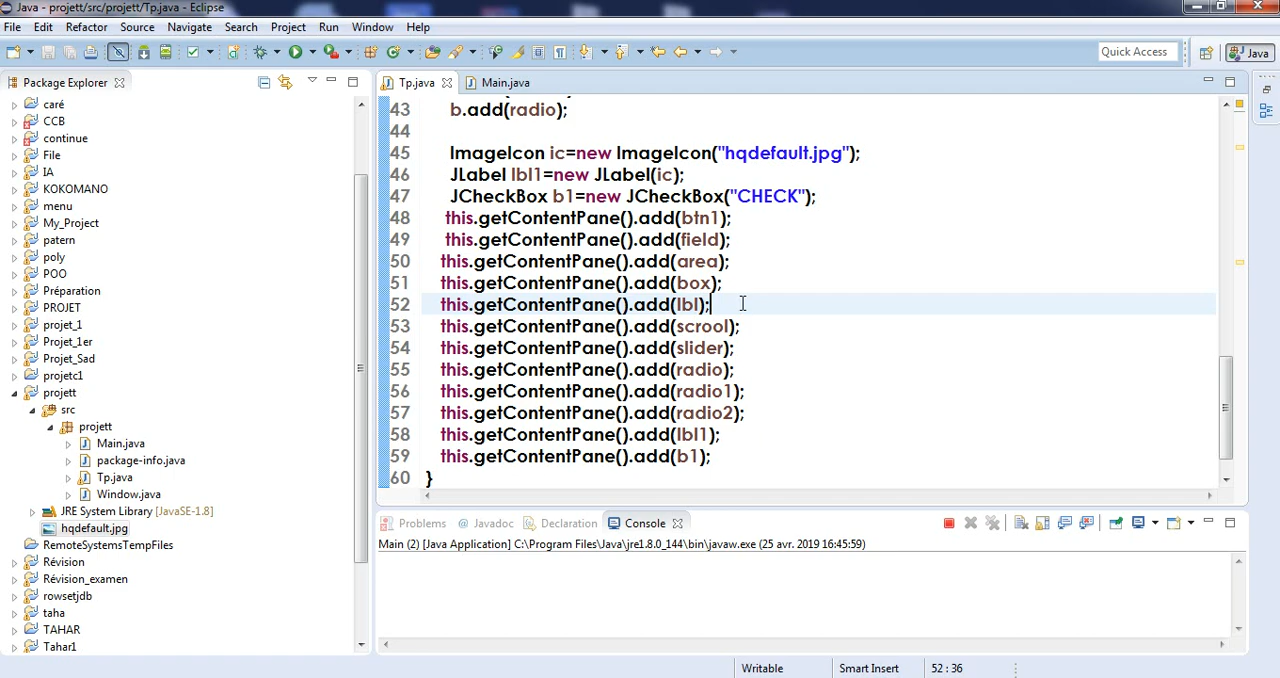 Java - projett/src/projett/Tp.java - Eclipse
File Edit Refactor Source Navigate Search Project Run Window Help
Quick Access
Java
Package Explorer
caré
CCB
continue
File
IA
KOKOMANO
menu
My_Project
patern
poly
POO
Préparation
PROJET
projet_1
Projet_1er
Projet_Sad
projetc1
projett
src
projett
Main.java
package-info.java
Tp.java
Window.java
JRE System Library [JavaSE-1.8]
hqdefault.jpg
RemoteSystemsTempFiles
Révision
Révision_examen
rowsetjdb
taha
TAHAR
Tahar1
Tp.java Main.java
43 b.add(radio);
44
45 ImageIcon ic=new ImageIcon("hqdefault.jpg");
46 JLabel lbl1=new JLabel(ic);
47 JCheckBox b1=new JCheckBox("CHECK");
48 this.getContentPane().add(btn1);
49 this.getContentPane().add(field);
50 this.getContentPane().add(area);
51 this.getContentPane().add(box);
52 this.getContentPane().add(lbl);
53 this.getContentPane().add(scrool);
54 this.getContentPane().add(slider);
55 this.getContentPane().add(radio);
56 this.getContentPane().add(radio1);
57 this.getContentPane().add(radio2);
58 this.getContentPane().add(lbl1);
59 this.getContentPane().add(b1);
60 }
Problems @ Javadoc Declaration Console
Main (2) [Java Application] C:\Program Files\Java\jre1.8.0_144\bin\javaw.exe (25 avr. 2019 16:45:59)
Writable Smart Insert 52 : 36